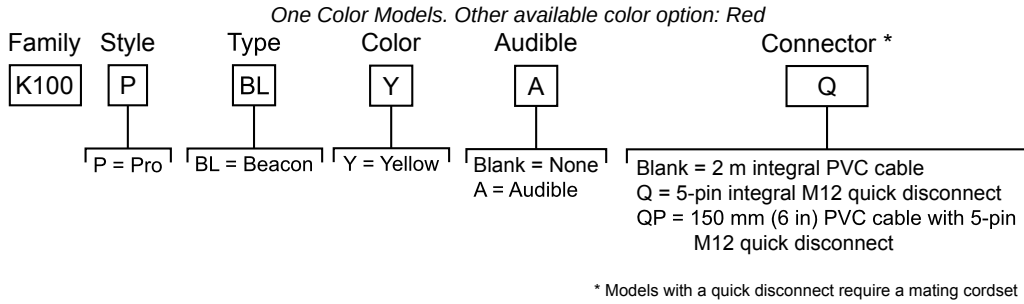 One Color Models. Other available color option: Red
Family Style Type Color Audible Connector *
K100 P BL Y A Q
P = Pro BL = Beacon Y = Yellow Blank = None Blank = 2 m integral PVC cable
A = Audible Q = 5-pin integral M12 quick disconnect
QP = 150 mm (6 in) PVC cable with 5-pin
M12 quick disconnect
* Models with a quick disconnect require a mating cordset